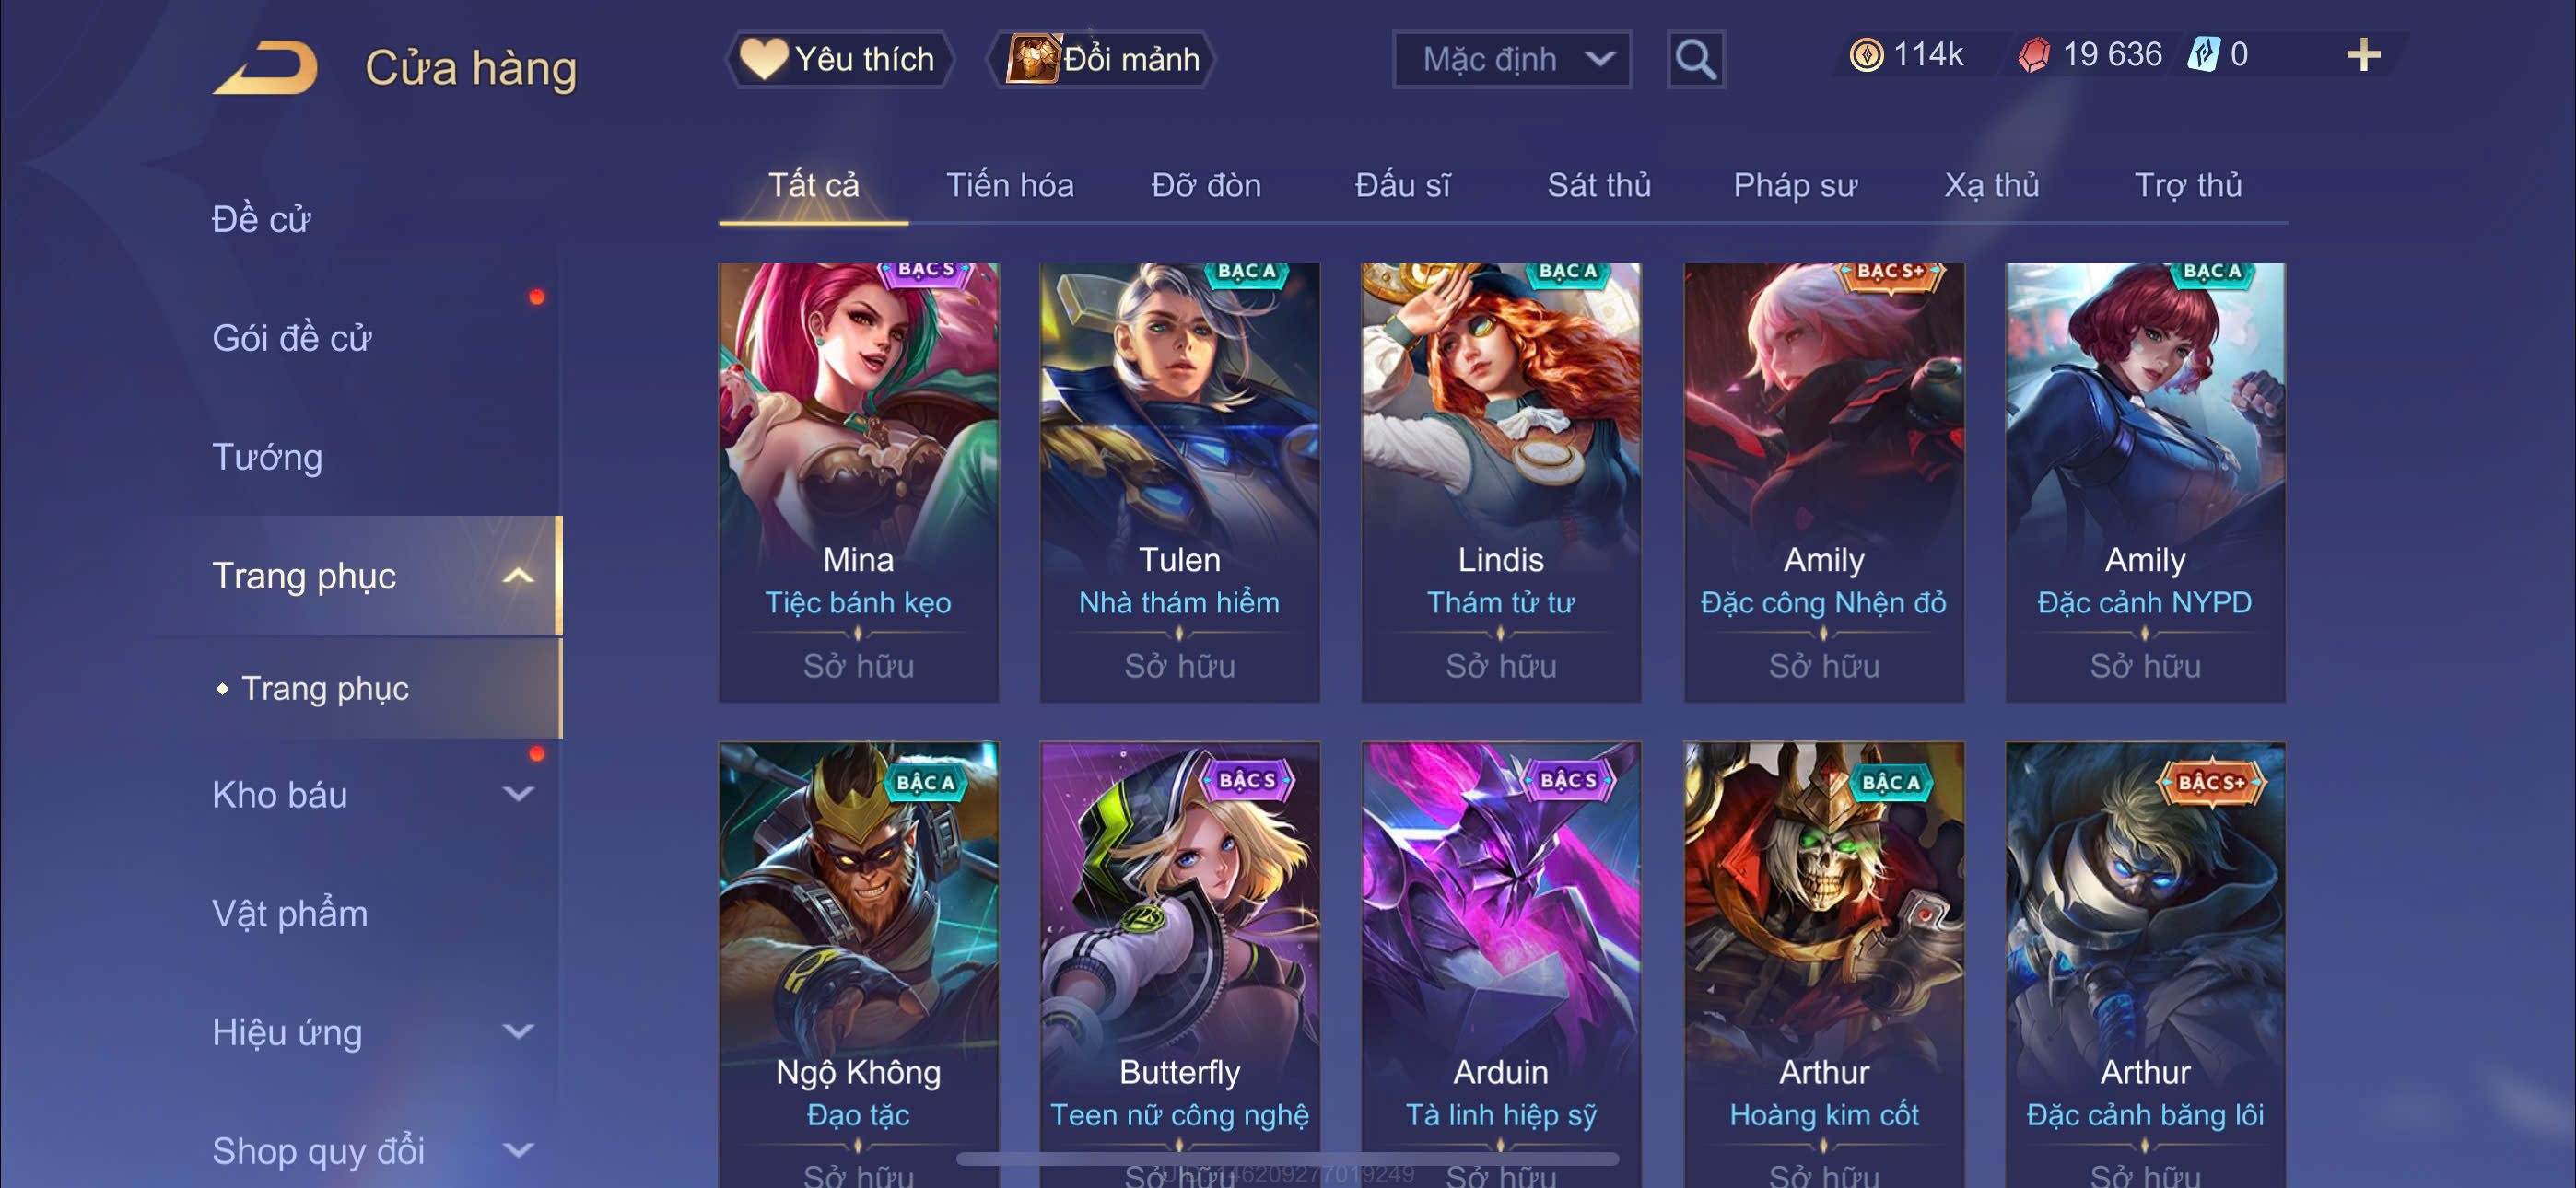 Cửa hàng
Yêu thích
Đổi mảnh
Mặc định
114k
19 636
0
Đề cử
Gói đề cử
Tướng
Trang phục
Trang phục
Kho báu
Vật phẩm
Hiệu ứng
Shop quy đổi
Tất cả
Tiến hóa
Đỡ đòn
Đấu sĩ
Sát thủ
Pháp sư
Xạ thủ
Trợ thủ
BẬC S
Mina
Tiệc bánh kẹo
Sở hữu
BẬC A
Tulen
Nhà thám hiểm
Sở hữu
BẬC A
Lindis
Thám tử tư
Sở hữu
BẬC S+
Amily
Đặc công Nhện đỏ
Sở hữu
BẬC A
Amily
Đặc cảnh NYPD
Sở hữu
BẬC A
Ngộ Không
Đạo tặc
Sở hữu
BẬC S
Butterfly
Teen nữ công nghệ
Sở hữu
BẬC S
Arduin
Tà linh hiệp sỹ
Sở hữu
BẬC A
Arthur
Hoàng kim cốt
Sở hữu
BẬC S+
Arthur
Đặc cảnh băng lôi
Sở hữu